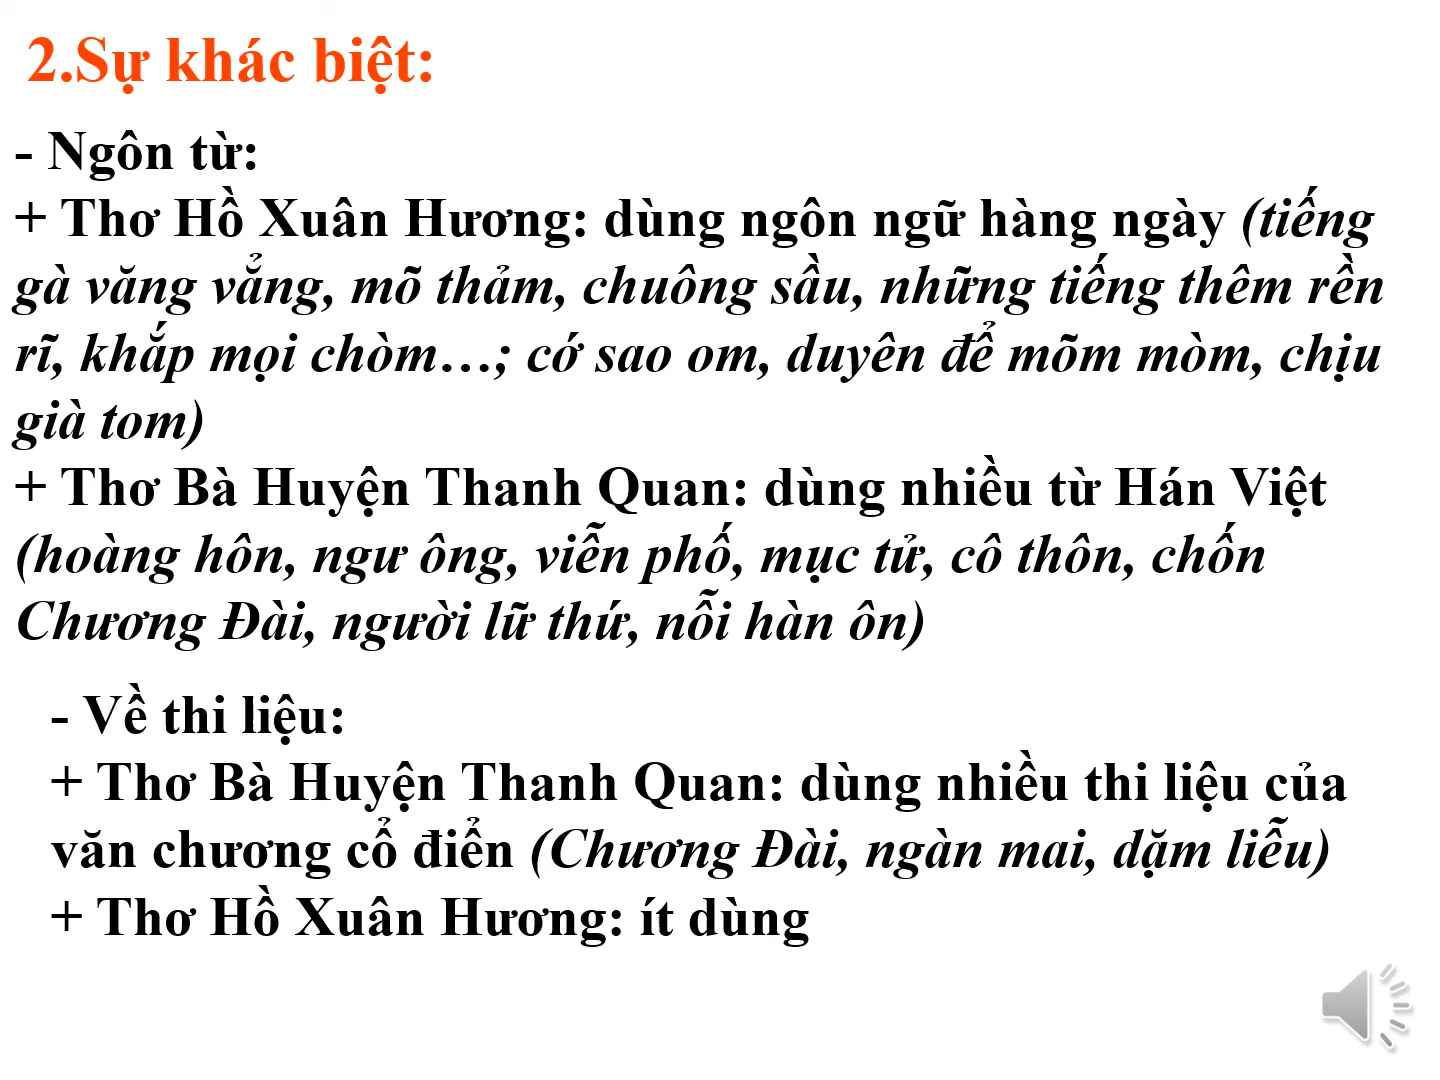 2.Sự khác biệt:
- Ngôn từ:
+ Thơ Hồ Xuân Hương: dùng ngôn ngữ hàng ngày (tiếng
gà văng vẳng, mõ thảm, chuông sầu, những tiếng thêm rền
rĩ, khắp mọi chòm…; cớ sao om, duyên để mõm mòm, chịu
già tom)
+ Thơ Bà Huyện Thanh Quan: dùng nhiều từ Hán Việt
(hoàng hôn, ngư ông, viễn phố, mục tử, cô thôn, chốn
Chương Đài, người lữ thứ, nỗi hàn ôn)
- Về thi liệu:
+ Thơ Bà Huyện Thanh Quan: dùng nhiều thi liệu của
văn chương cổ điển (Chương Đài, ngàn mai, dặm liễu)
+ Thơ Hồ Xuân Hương: ít dùng